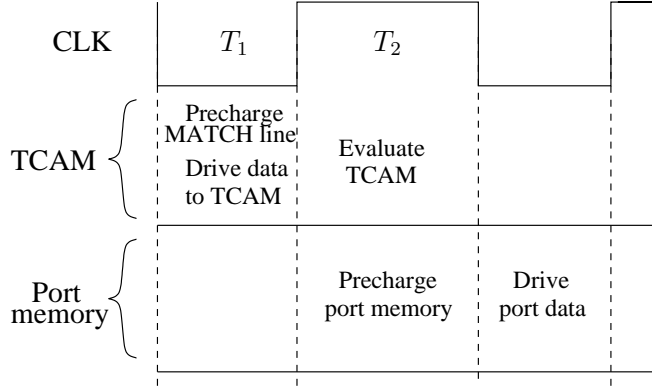 CLK
T1
T2
TCAM
Precharge
MATCH line
Drive data
to TCAM
Evaluate
TCAM
Port
memory
Precharge
port memory
Drive
port data